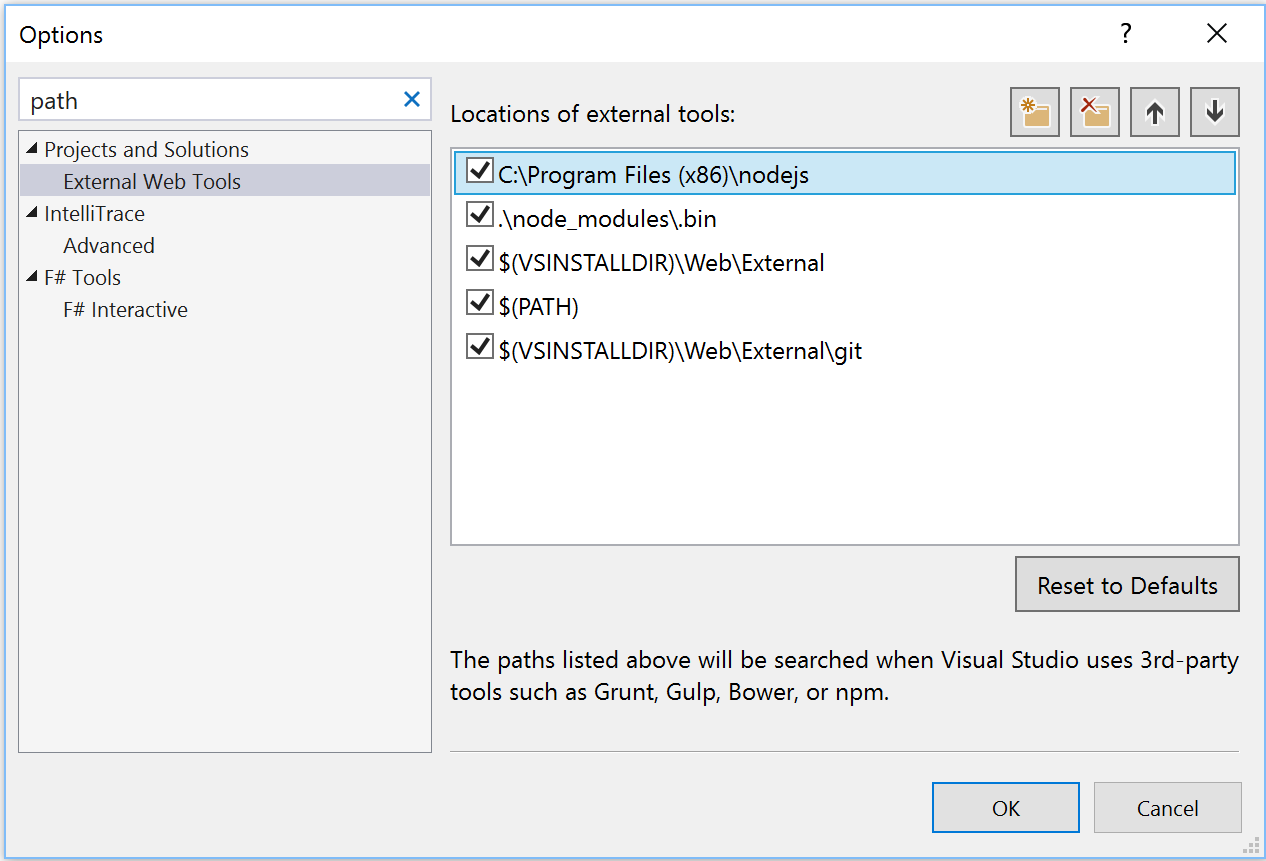 Options
?
path
Projects and Solutions
External Web Tools
IntelliTrace
Advanced
F# Tools
F# Interactive
Locations of external tools:
C:\Program Files (x86)\nodejs
.\node_modules\.bin
$(VSINSTALLDIR)\Web\External
$(PATH)
$(VSINSTALLDIR)\Web\External\git
Reset to Defaults
The paths listed above will be searched when Visual Studio uses 3rd-party
tools such as Grunt, Gulp, Bower, or npm.
OK
Cancel